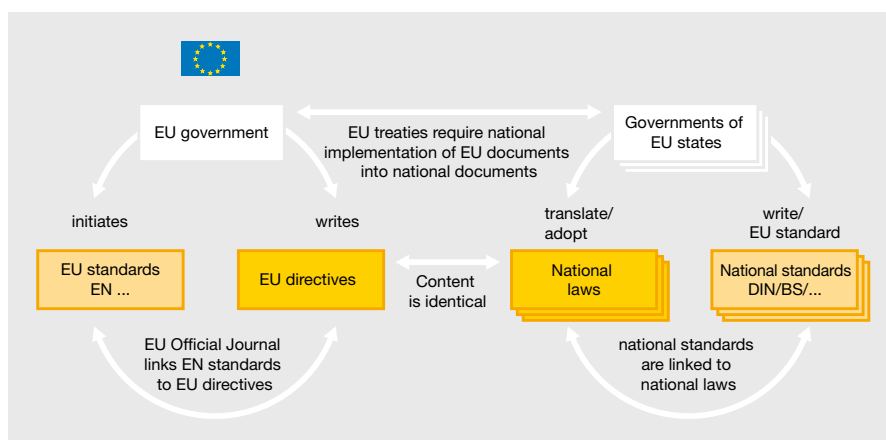 EU government
EU treaties require national
implementation of EU documents
into national documents
Governments of
EU states
initiates
writes
translate/
adopt
write/
EU standard
EU standards
EN ...
EU directives
Content
is identical
National
laws
National standards
DIN/BS/...
EU Official Journal
links EN standards
to EU directives
national standards
are linked to
national laws